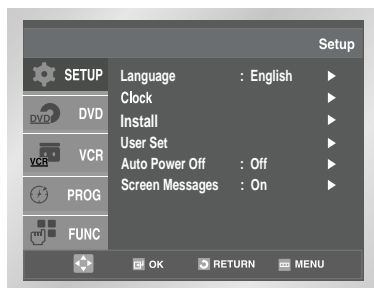 Setup
SETUP
DVD DVD
VCR VCR
PROG
FUNC
Language : English ►
Clock ►
Install ►
User Set ►
Auto Power Off : Off ►
Screen Messages : On ►
OK RETURN MENU